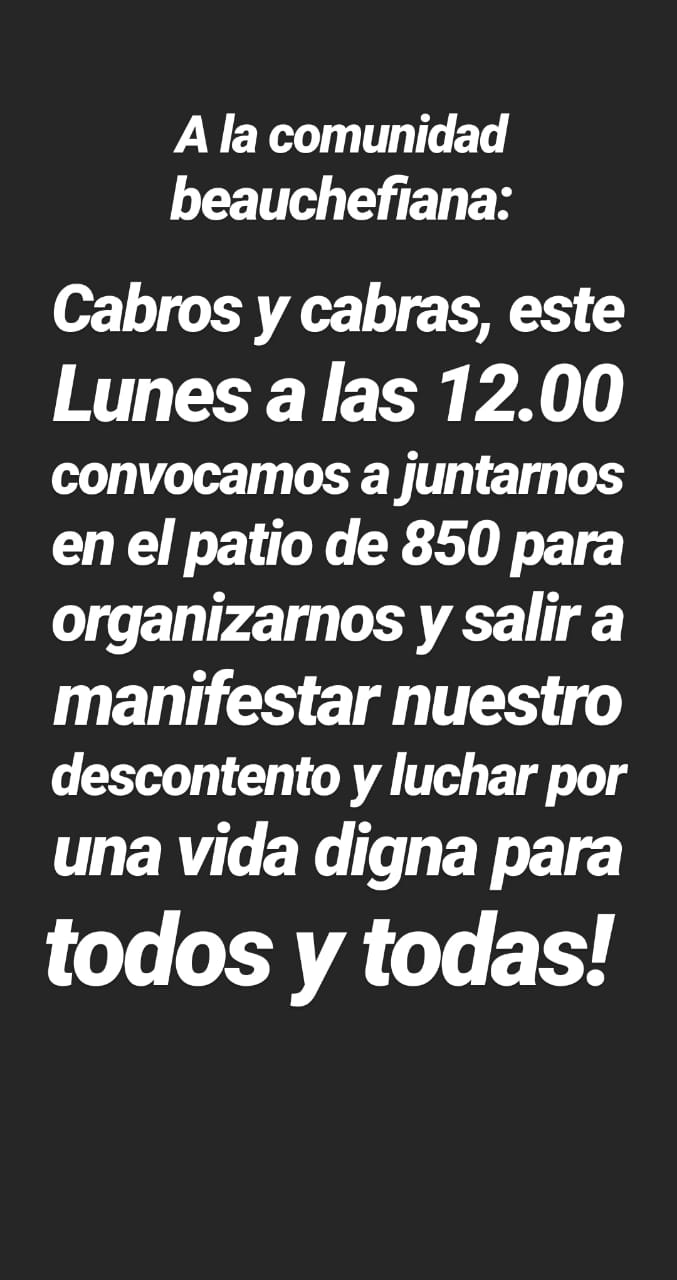 A la comunidad
beauchefiana:
Cabros y cabras, este
Lunes a las 12.00
convocamos a juntarnos
en el patio de 850 para
organizarnos y salir a
manifestar nuestro
descontento y luchar por
una vida digna para
todos y todas!